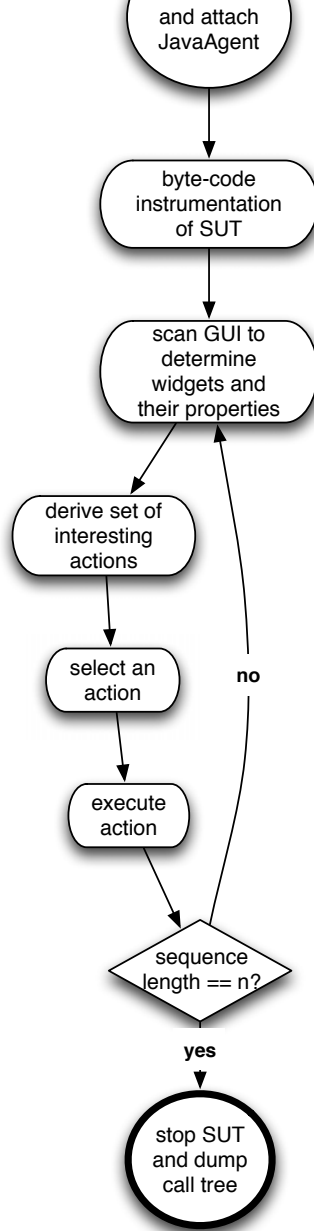 and attach
JavaAgent
byte-code
instrumentation
of SUT
scan GUI to
determine
widgets and
their properties
derive set of
interesting
actions
select an
action
no
execute
action
sequence
length == n?
yes
stop SUT
and dump
call tree